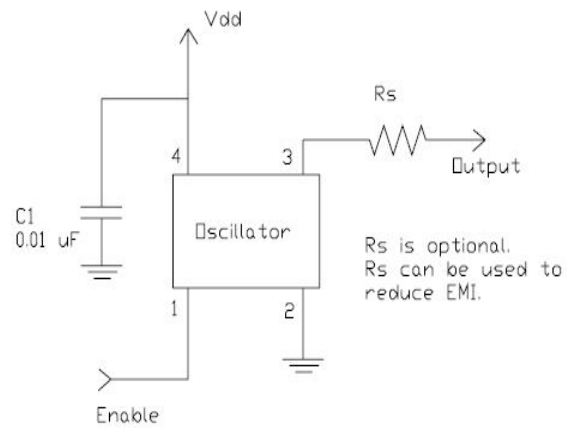 Vdd
Rs
4
3
Output
C1
0.01 uF
Oscillator
Rs is optional.
Rs can be used to
reduce EMI.
1
2
Enable